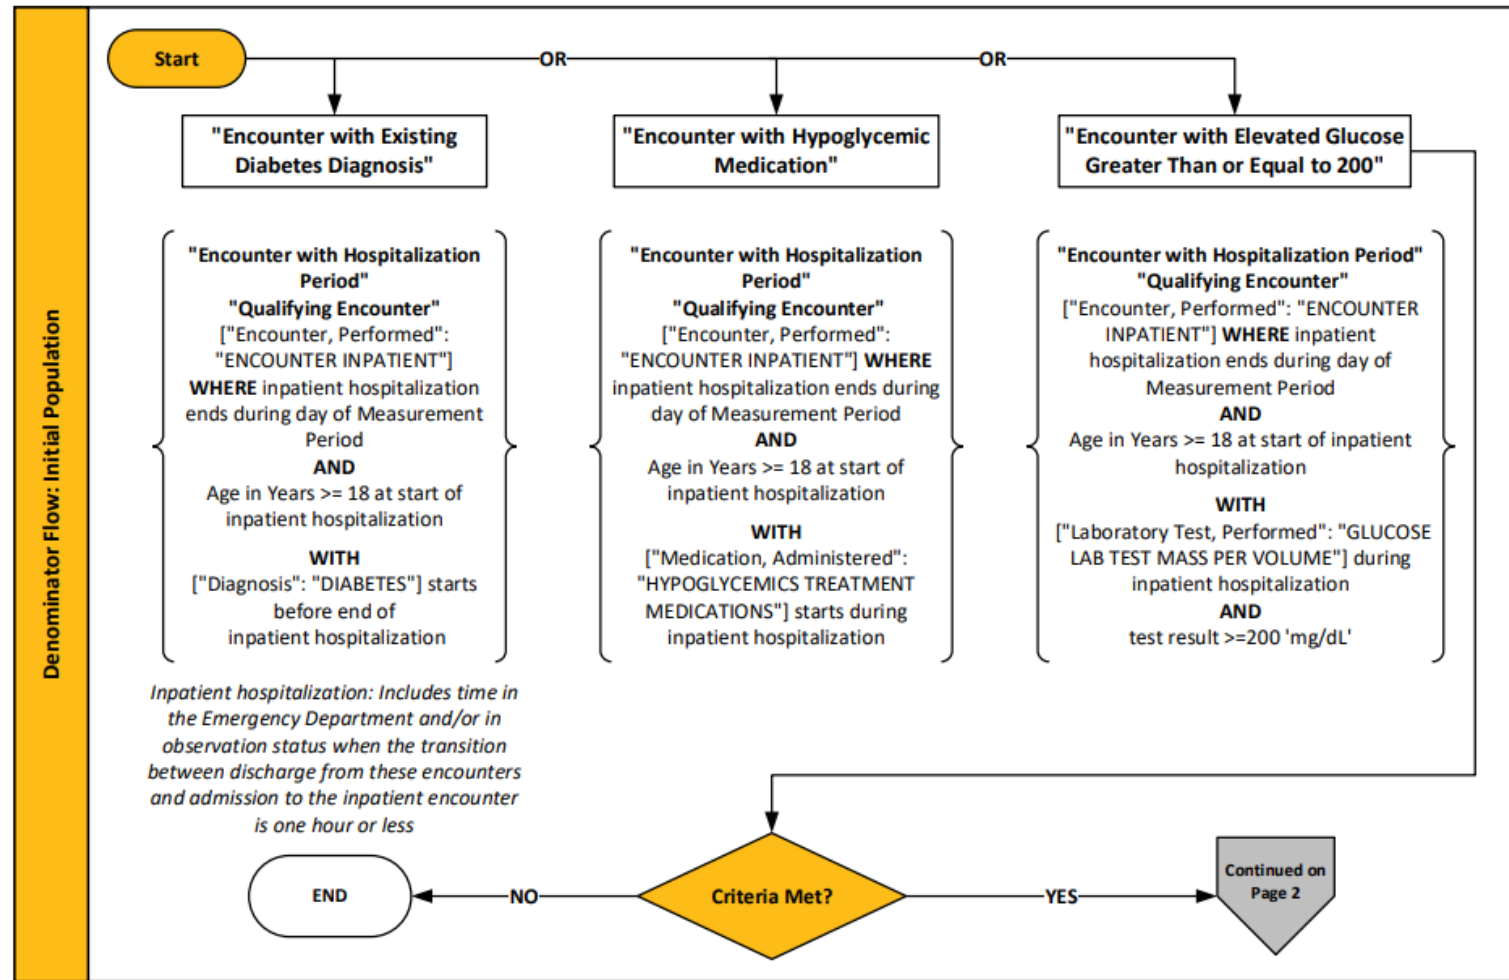 Denominator Flow: Initial Population
Start
OR
OR
"Encounter with Existing
Diabetes Diagnosis"
"Encounter with Hypoglycemic
Medication"
"Encounter with Elevated Glucose
Greater Than or Equal to 200"
"Encounter with Hospitalization
Period"
"Qualifying Encounter"
["Encounter, Performed":
"ENCOUNTER INPATIENT"]
WHERE inpatient hospitalization
ends during day of Measurement
Period
AND
Age in Years >= 18 at start of
inpatient hospitalization
WITH
["Diagnosis": "DIABETES"] starts
before end of
inpatient hospitalization
"Encounter with Hospitalization
Period"
"Qualifying Encounter"
["Encounter, Performed":
"ENCOUNTER INPATIENT"] WHERE
inpatient hospitalization ends during
day of Measurement Period
AND
Age in Years >= 18 at start of
inpatient hospitalization
WITH
["Medication, Administered":
"HYPOGLYCEMICS TREATMENT
MEDICATIONS"] starts during
inpatient hospitalization
"Encounter with Hospitalization Period"
"Qualifying Encounter"
["Encounter, Performed": "ENCOUNTER
INPATIENT"] WHERE inpatient
hospitalization ends during day of
Measurement Period
AND
Age in Years >= 18 at start of inpatient
hospitalization
WITH
["Laboratory Test, Performed": "GLUCOSE
LAB TEST MASS PER VOLUME"] during
inpatient hospitalization
AND
test result >=200 'mg/dL'
Inpatient hospitalization: Includes time in
the Emergency Department and/or in
observation status when the transition
between discharge from these encounters
and admission to the inpatient encounter
is one hour or less
END
NO
Criteria Met?
YES
Continued on
Page 2